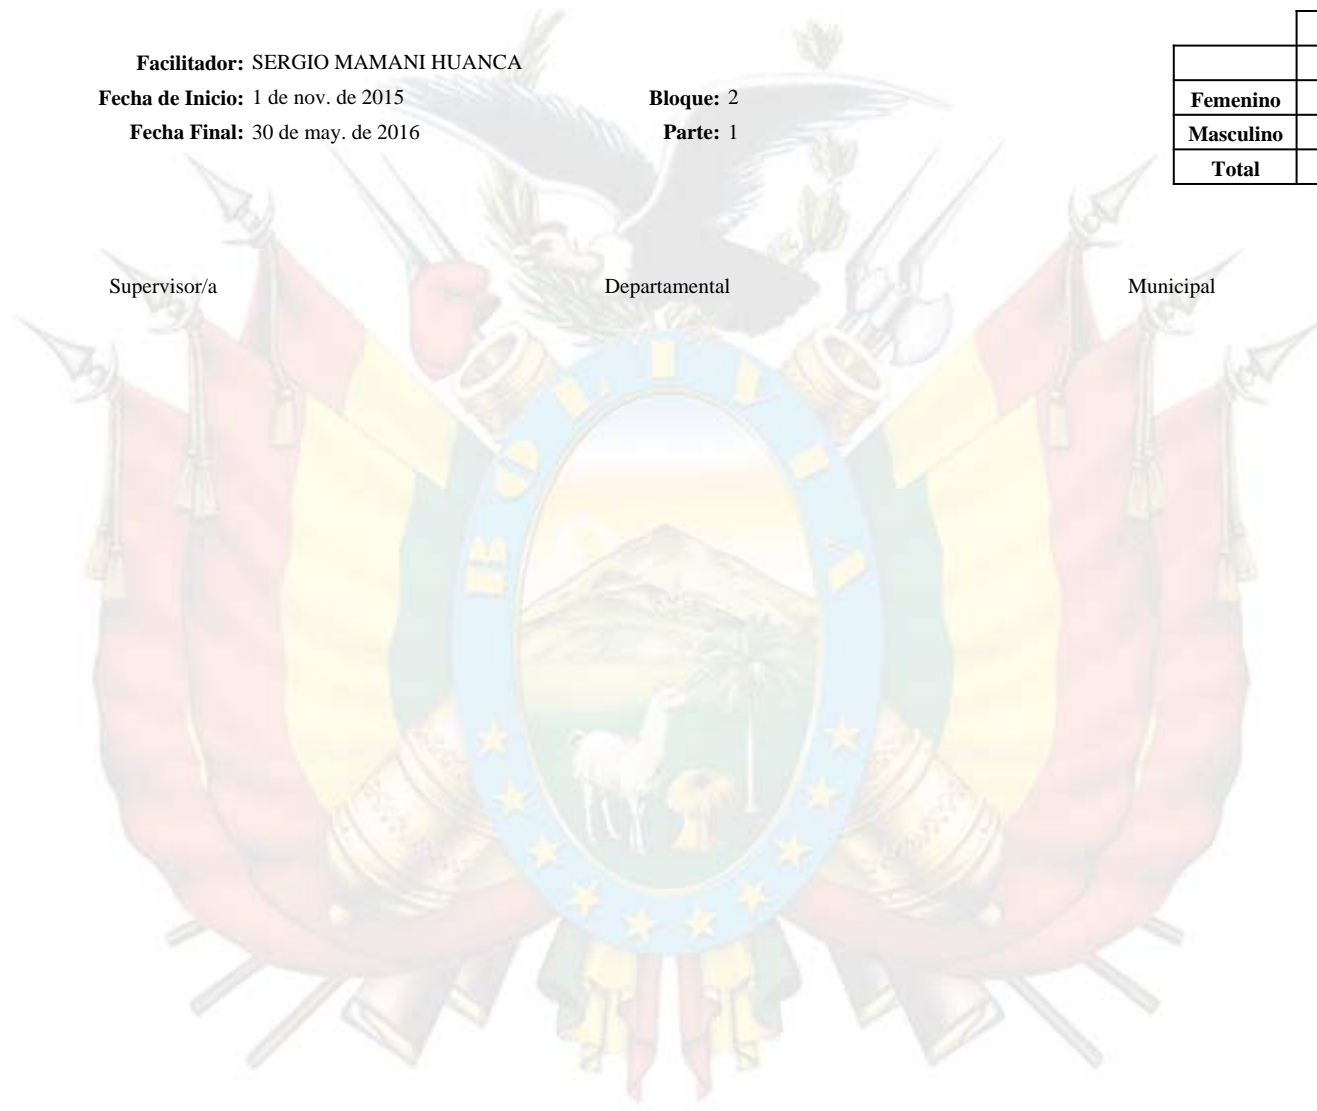 Facilitador: SERGIO MAMANI HUANCA
Fecha de Inicio: 1 de nov. de 2015 Bloque: 2
Fecha Final: 30 de may. de 2016 Parte: 1
Femenino
Masculino
Total
Supervisor/a Departamental Municipal
BOLIVIA